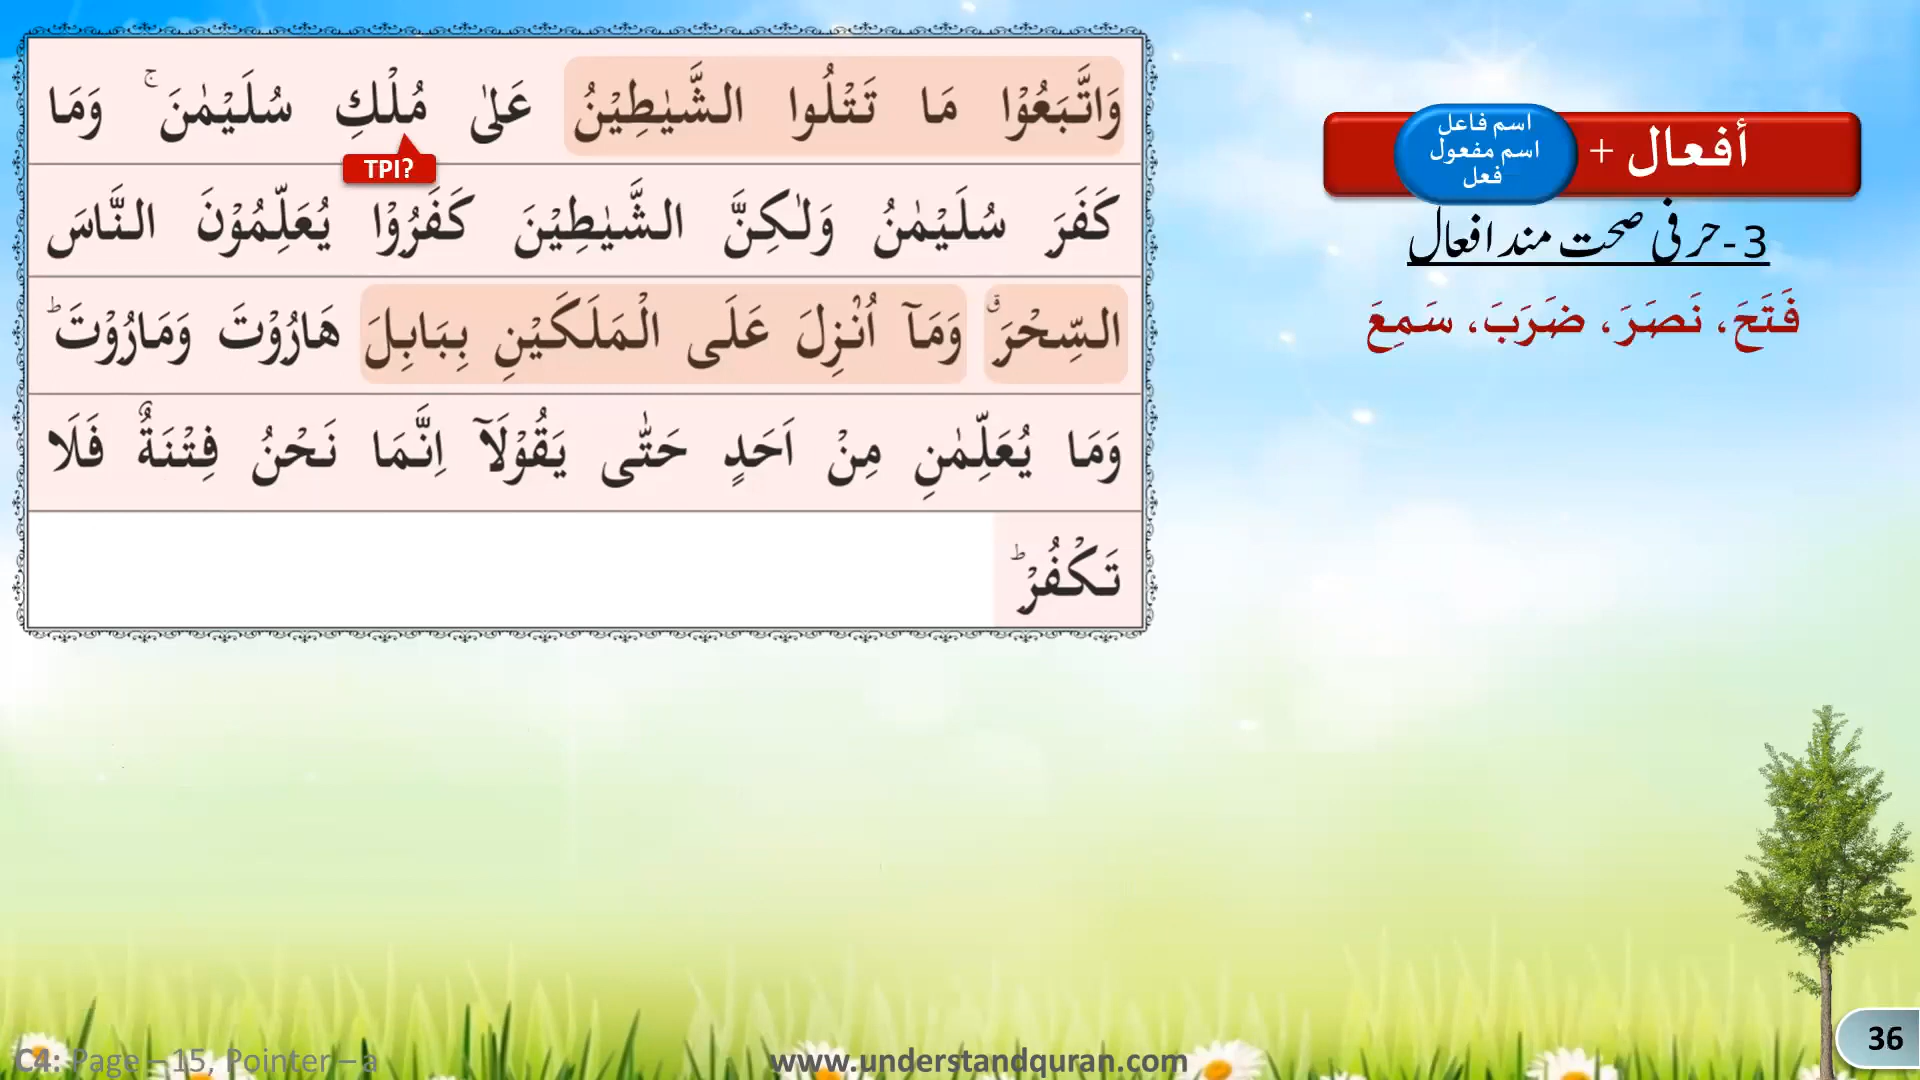 وَاتَّبَعُوْا مَا تَتْلُوا الشَّيٰطِيْنُ عَلٰى مُلْكِ سُلَيْمٰنَ ۚ وَمَا
TPI?
كَفَرَ سُلَيْمٰنُ وَلٰكِنَّ الشَّيٰطِيْنَ كَفَرُوْا يُعَلِّمُوْنَ النَّاسَ
السِّحْرَ ۗ وَمَآ اُنْزِلَ عَلَى الْمَلَكَيْنِ بِبَابِلَ هَارُوْتَ وَمَارُوْتَ ؕ
وَمَا يُعَلِّمٰنِ مِنْ اَحَدٍ حَتّٰى يَقُوْلَآ اِنَّمَا نَحْنُ فِتْنَةٌ فَلَا
تَكْفُرْ ؕ
أفعال +
اسم فاعل
اسم مفعول
فعل
3-حرفی صحت مند افعال
فَتَحَ، نَصَرَ، ضَرَبَ، سَمِعَ
C4: Page – 15, Pointer – a
www.understandquran.com
36